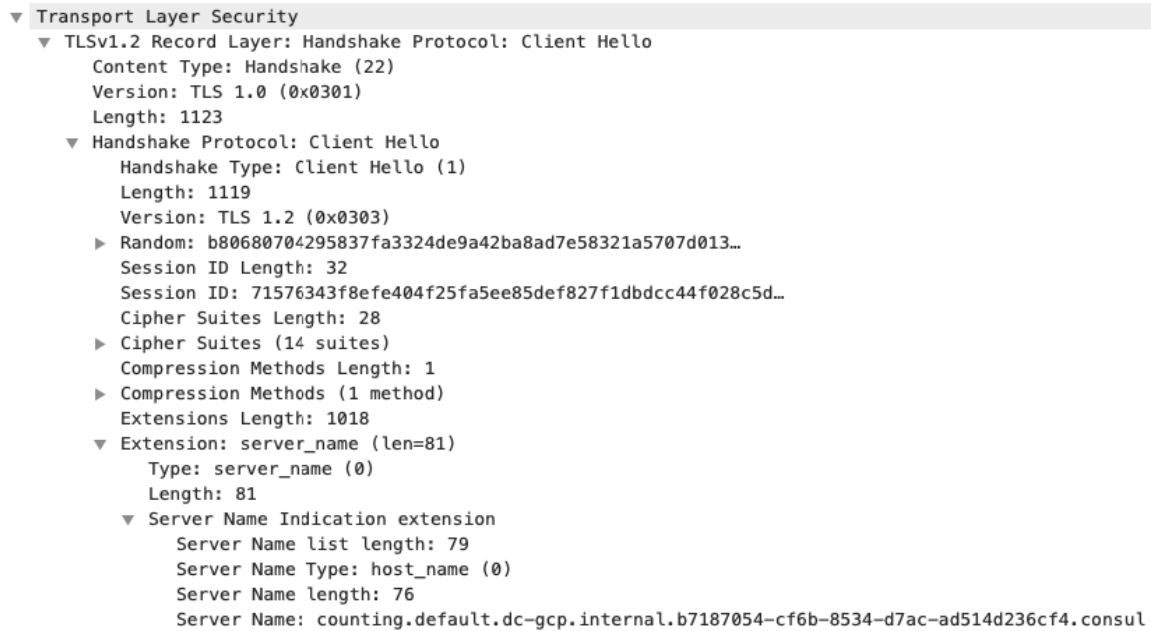 Transport Layer Security
TLSv1.2 Record Layer: Handshake Protocol: Client Hello
Content Type: Handshake (22)
Version: TLS 1.0 (0x0301)
Length: 1123
Handshake Protocol: Client Hello
Handshake Type: Client Hello (1)
Length: 1119
Version: TLS 1.2 (0x0303)
Random: b80680704295837fa3324de9a42ba8ad7e58321a5707d013…
Session ID Length: 32
Session ID: 71576343f8efe404f25fa5ee85def827f1dbdcc44f028c5d…
Cipher Suites Length: 28
Cipher Suites (14 suites)
Compression Methods Length: 1
Compression Methods (1 method)
Extensions Length: 1018
Extension: server_name (len=81)
Type: server_name (0)
Length: 81
Server Name Indication extension
Server Name list length: 79
Server Name Type: host_name (0)
Server Name length: 76
Server Name: counting.default.dc-gcp.internal.b7187054-cf6b-8534-d7ac-ad514d236cf4.consul